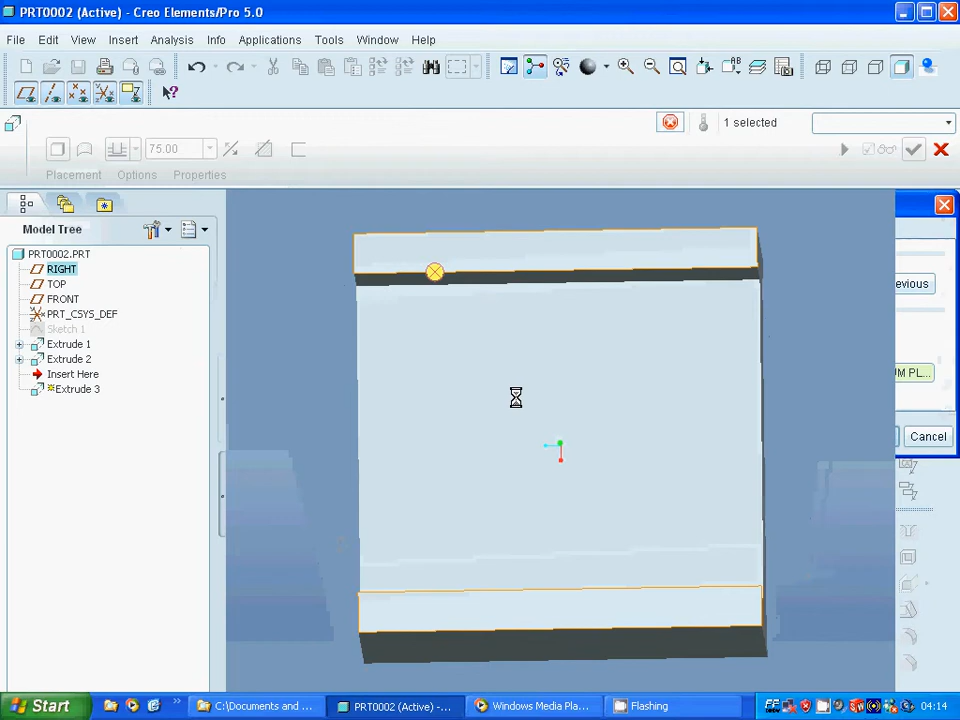 PRT0002 (Active) - Creo Elements/Pro 5.0
File Edit View Insert Analysis Info Applications Tools Window Help
1 selected
75.00
Placement Options Properties
Model Tree
PRT0002.PRT
RIGHT
TOP
FRONT
PRT_CSYS_DEF
Sketch 1
Extrude 1
Extrude 2
Insert Here
Extrude 3
evious
UM PL...
Cancel
Start
C:\Documents and ...
PRT0002 (Active) -...
Windows Media Pla...
Flashing
04:14